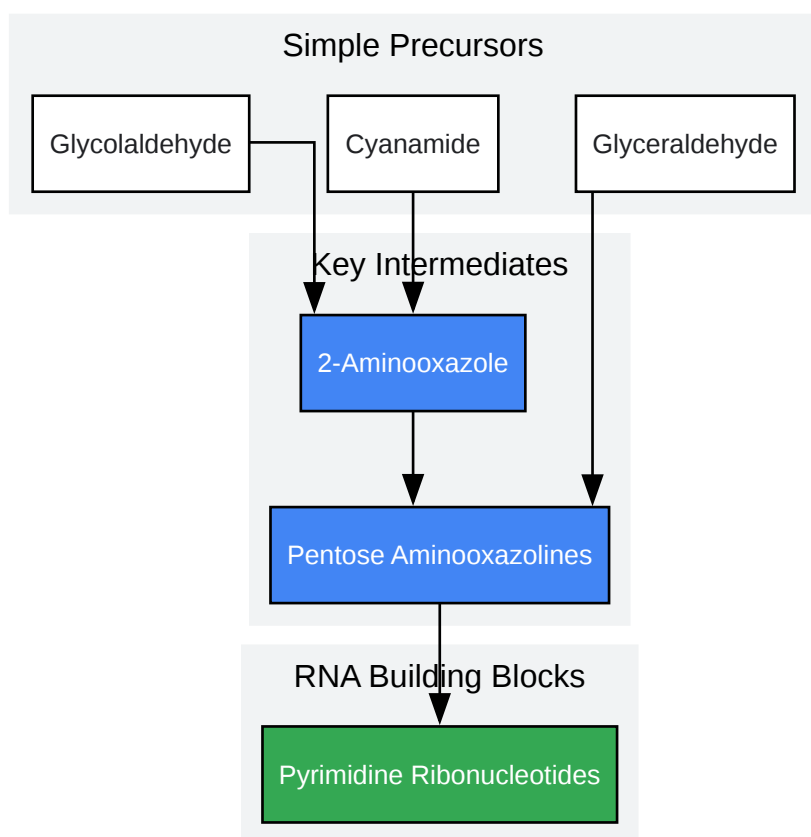 Simple Precursors
Glycolaldehyde
Cyanamide
Glyceraldehyde
Key Intermediates
2-Aminooxazole
Pentose Aminooxazolines
RNA Building Blocks
Pyrimidine Ribonucleotides